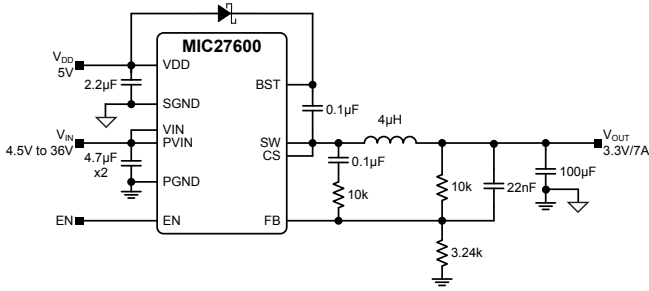 MIC27600
VDD
5V
VDD
BST
2.2µF
SGND
0.1µF
4µH
VIN
4.5V to 36V
VIN
PVIN
SW
CS
VOUT
3.3V/7A
4.7µF
x2
0.1µF
100µF
PGND
10k
10k
22nF
EN
EN
FB
3.24k